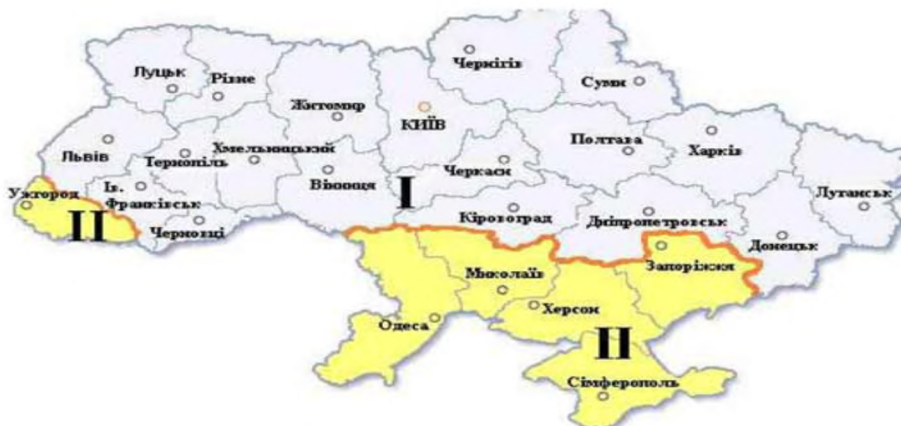 Чернігів
Луцьк
Рівне
Суми
Житомир
КИЇВ
Полтава
Харків
Львів
Тернопіль
Хмельницький
Черкаси
Вінниця
Луганськ
Ужгород
Ів.
Франківськ
I
II
Кіровоград
Дніпропетровськ
Чернівці
Донецьк
Запоріжжя
Миколаїв
Херсон
Одеса
II
Сімферополь